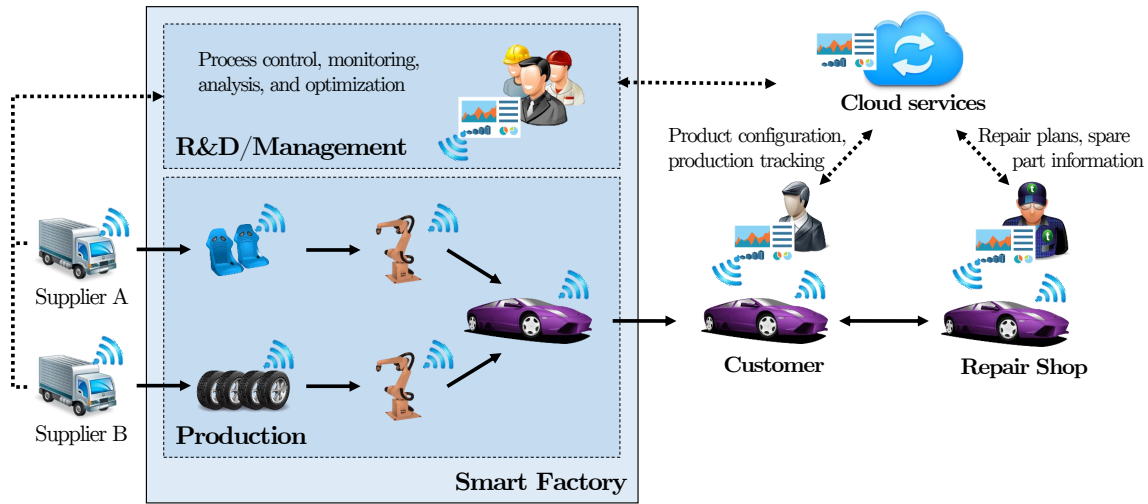 Process control, monitoring,
analysis, and optimization
R&D/Management
Cloud services
Product configuration,
production tracking
Repair plans, spare
part information
Supplier A
Supplier B
Production
Smart Factory
Customer
Repair Shop
t
t